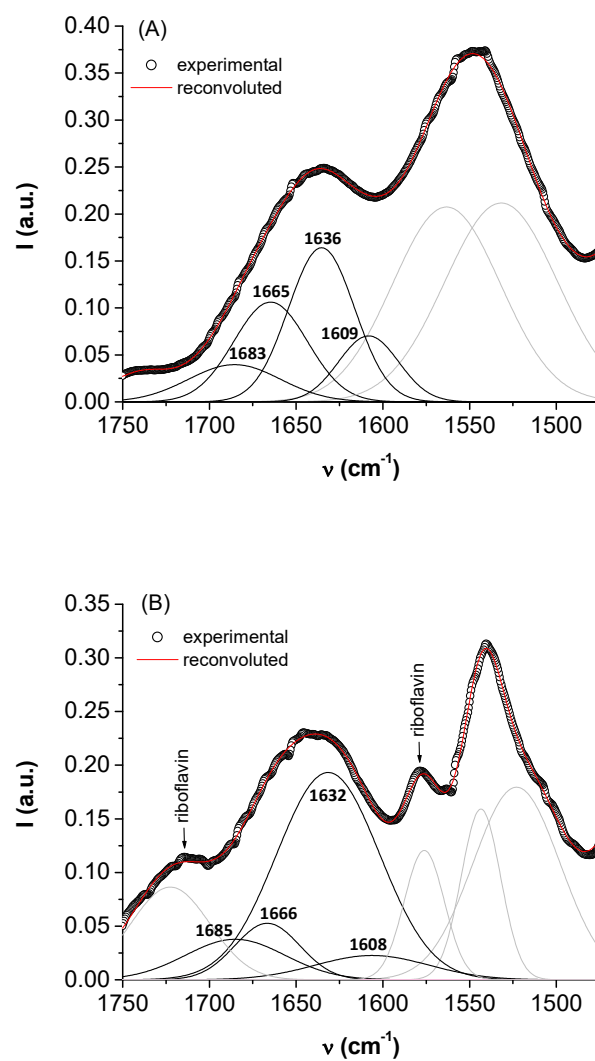 (A)
experimental
reconvoluted
0.40
0.35
0.30
0.25
0.20
0.15
0.10
0.05
0.00
I (a.u.)
1636
1665
1609
1683
1750 1700 1650 1600 1550 1500
ν (cm⁻¹)
(B)
experimental
reconvoluted
0.35
0.30
0.25
0.20
0.15
0.10
0.05
0.00
I (a.u.)
riboflavin
riboflavin
1632
1685
1666
1608
1750 1700 1650 1600 1550 1500
ν (cm⁻¹)